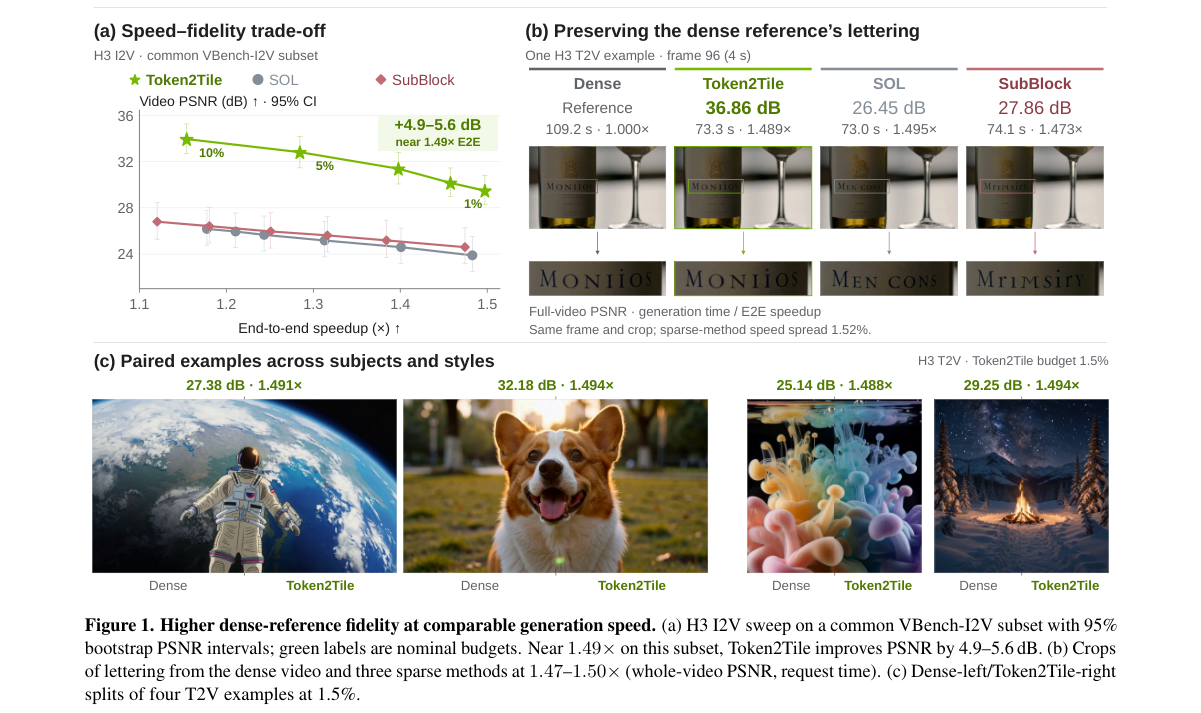 (a) Speed–fidelity trade-off
H3 I2V · common VBench-I2V subset
Token2Tile SOL SubBlock
Video PSNR (dB) ↑ · 95% CI
36
32
28
24
+4.9–5.6 dB
near 1.49× E2E
10%
5%
1%
1.1 1.2 1.3 1.4 1.5
End-to-end speedup (×) ↑
(b) Preserving the dense reference’s lettering
One H3 T2V example · frame 96 (4 s)
Dense Token2Tile SOL SubBlock
Reference 36.86 dB 26.45 dB 27.86 dB
109.2 s · 1.000× 73.3 s · 1.489× 73.0 s · 1.495× 74.1 s · 1.473×
Moniios Moniios Men cons Mrimsiry
Moniios Moniios Men cons Mrimsiry
Full-video PSNR · generation time / E2E speedup
Same frame and crop; sparse-method speed spread 1.52%.
(c) Paired examples across subjects and styles
H3 T2V · Token2Tile budget 1.5%
27.38 dB · 1.491× 32.18 dB · 1.494× 25.14 dB · 1.488× 29.25 dB · 1.494×
Dense Token2Tile Dense Token2Tile Dense Token2Tile Dense Token2Tile
Figure 1. Higher dense-reference fidelity at comparable generation speed. (a) H3 I2V sweep on a common VBench-I2V subset with 95%
bootstrap PSNR intervals; green labels are nominal budgets. Near 1.49× on this subset, Token2Tile improves PSNR by 4.9–5.6 dB. (b) Crops
of lettering from the dense video and three sparse methods at 1.47–1.50× (whole-video PSNR, request time). (c) Dense-left/Token2Tile-right
splits of four T2V examples at 1.5%.